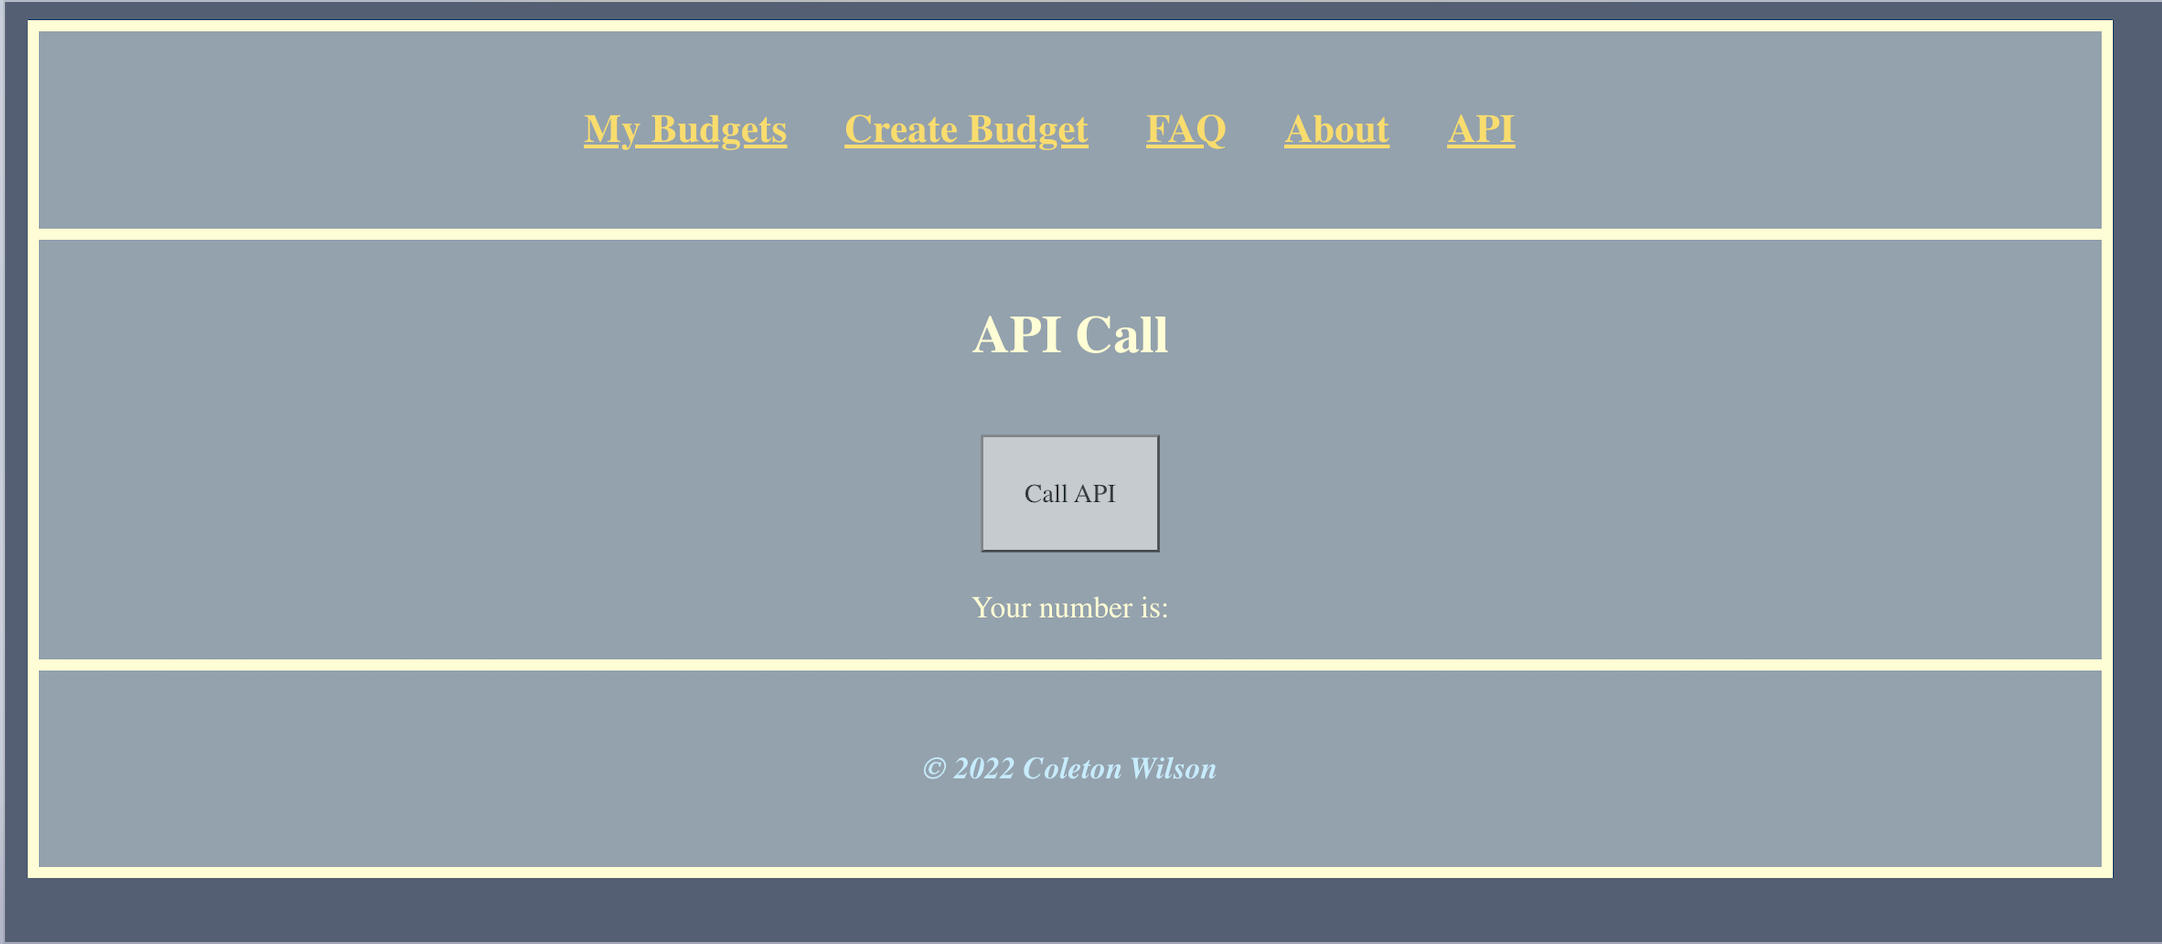 My Budgets Create Budget FAQ About API
API Call
Call API
Your number is:
© 2022 Coleton Wilson